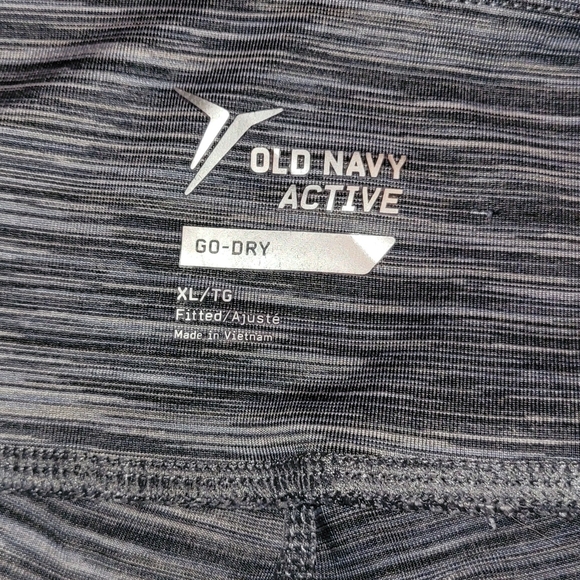 OLD NAVY
ACTIVE
GO-DRY
XL/TG
Fitted/Ajusté
Made in Vietnam